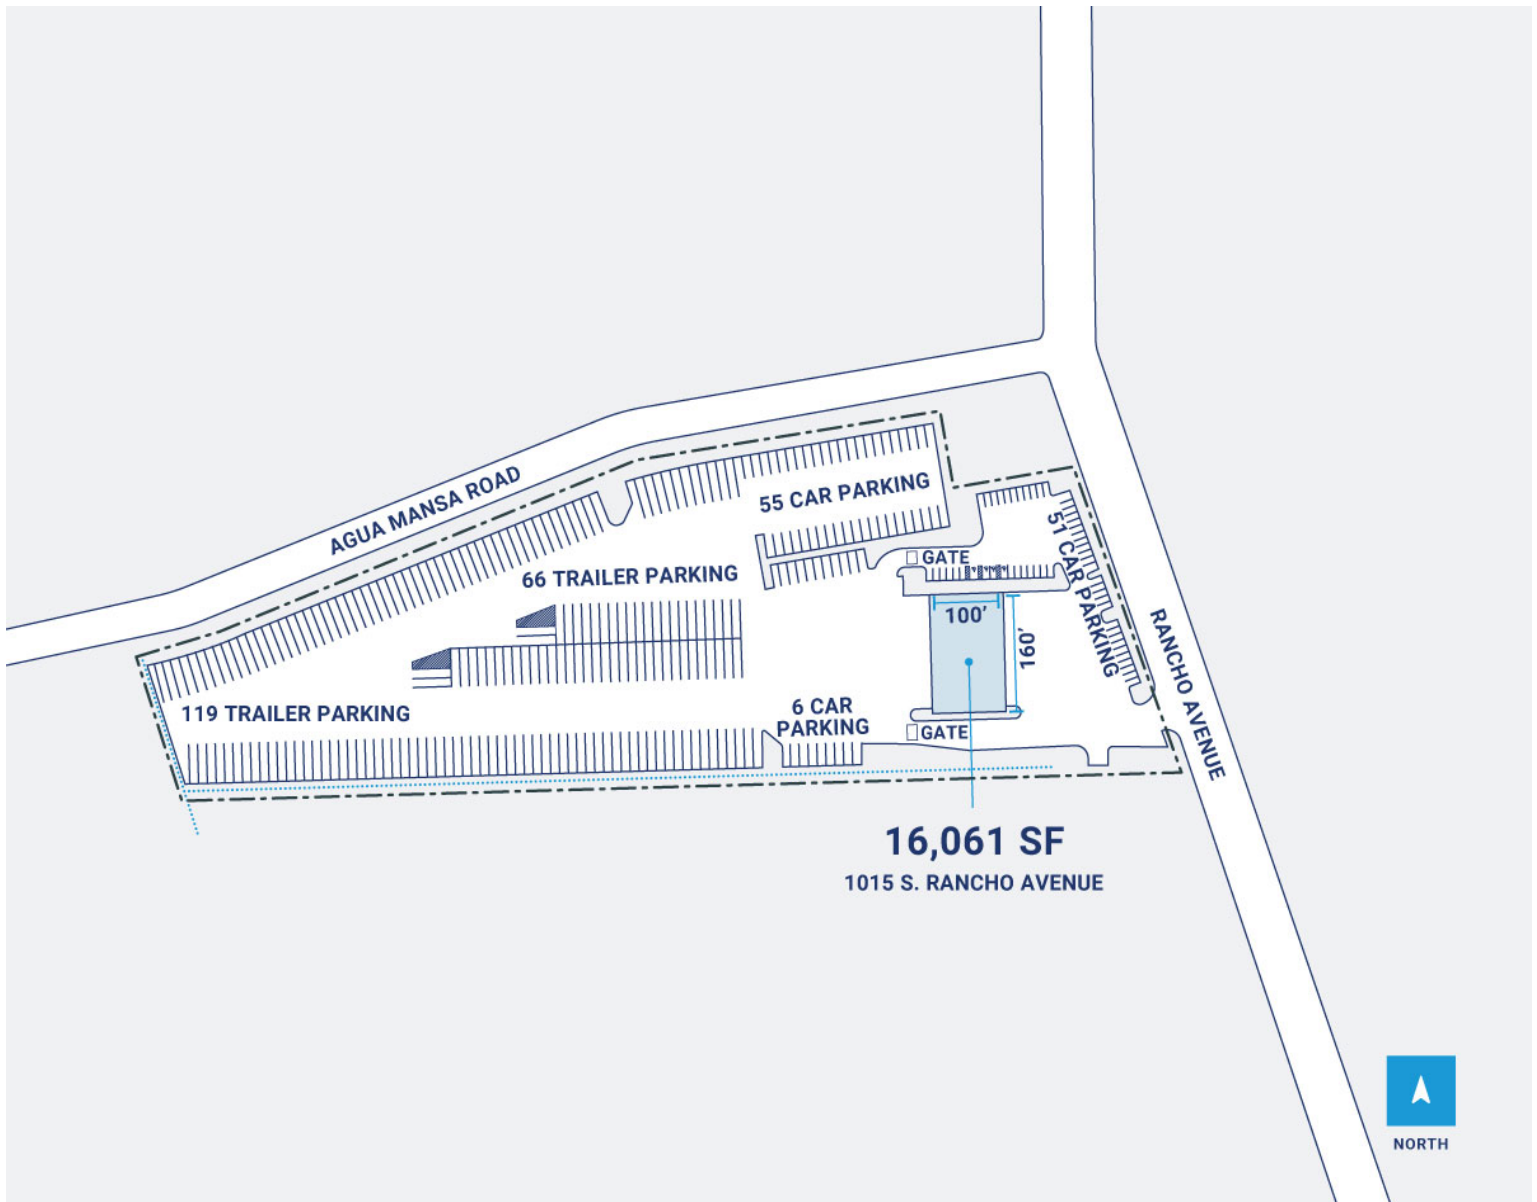 AGUA MANSA ROAD
55 CAR PARKING
51 CAR PARKING
GATE
66 TRAILER PARKING
100'
160'
RANCHO AVENUE
119 TRAILER PARKING
6 CAR
PARKING
GATE
16,061 SF
1015 S. RANCHO AVENUE
NORTH